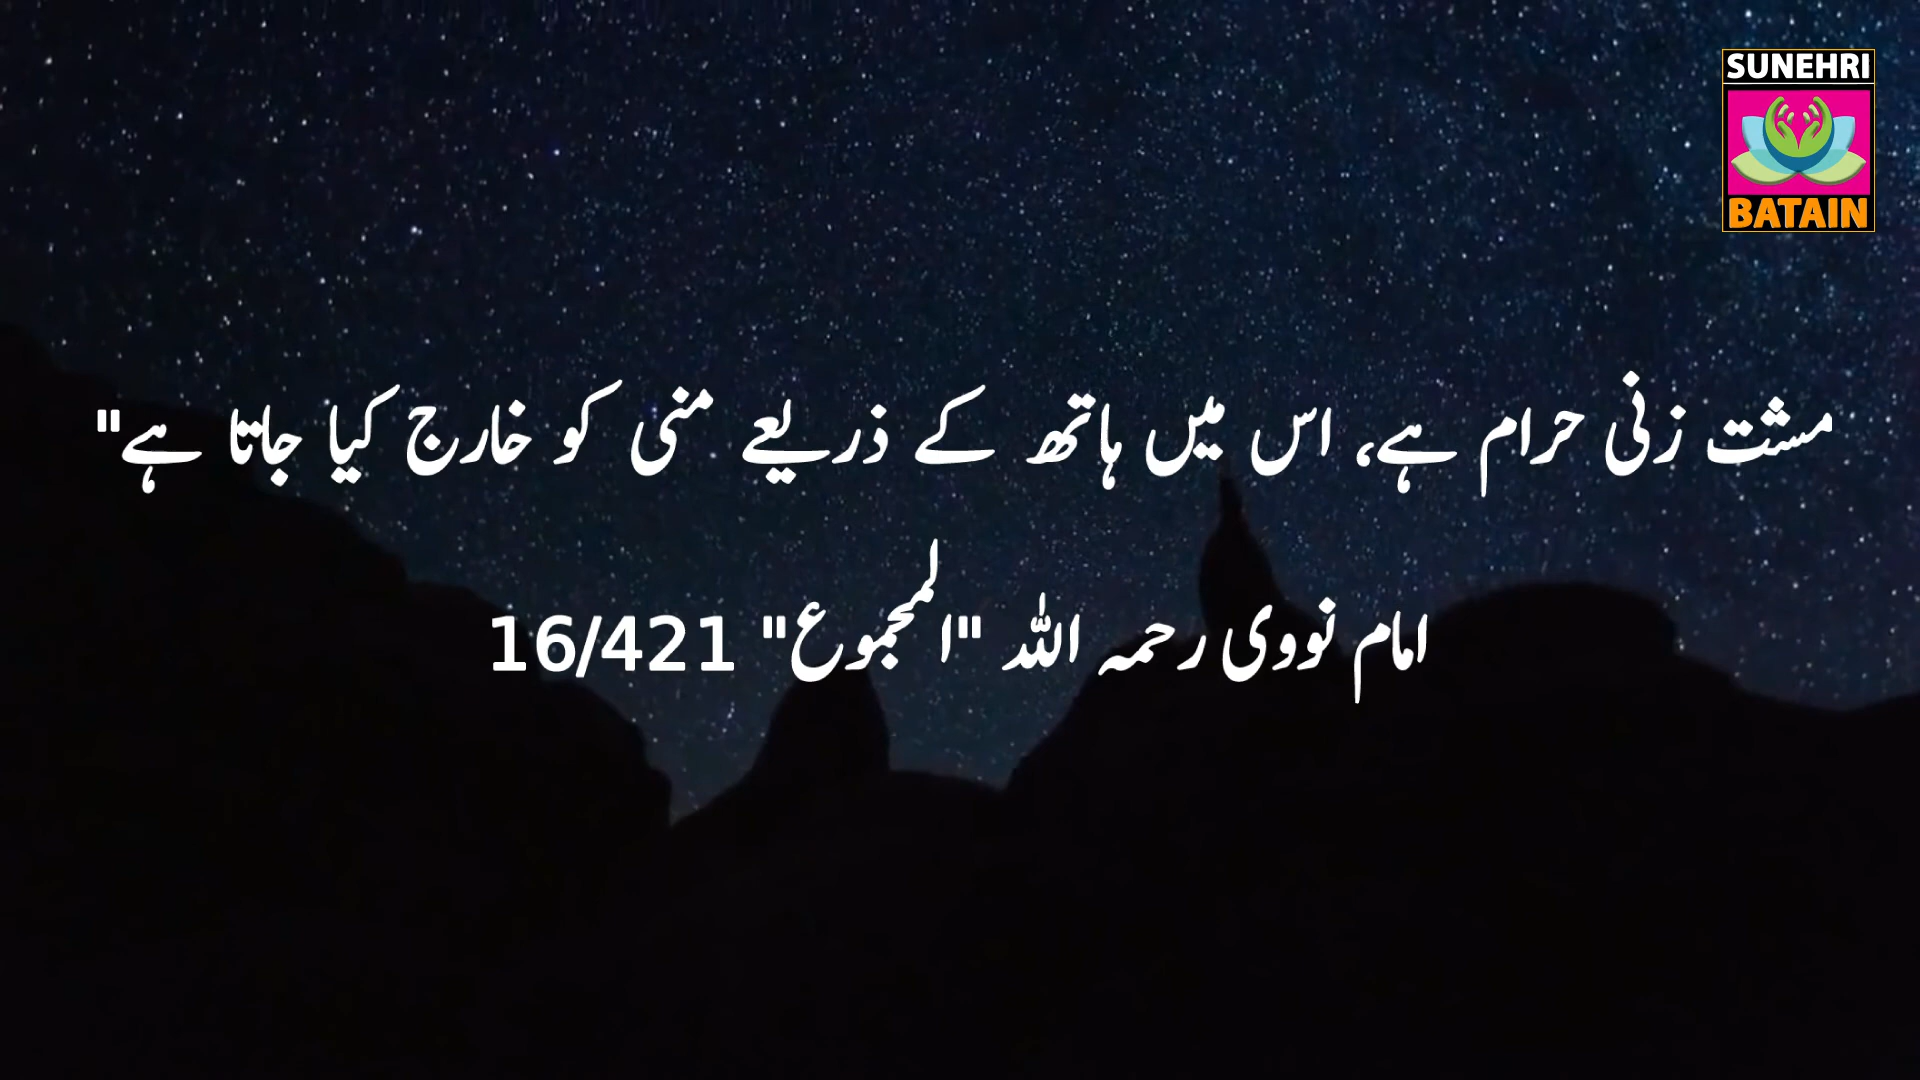 SUNEHRI
BATAIN
مشت زنی حرام ہے، اس میں ہاتھ کے ذریعے منی کو خارج کیا جاتا ہے"
امام نووی رحمہ اللہ "المجموع" 16/421